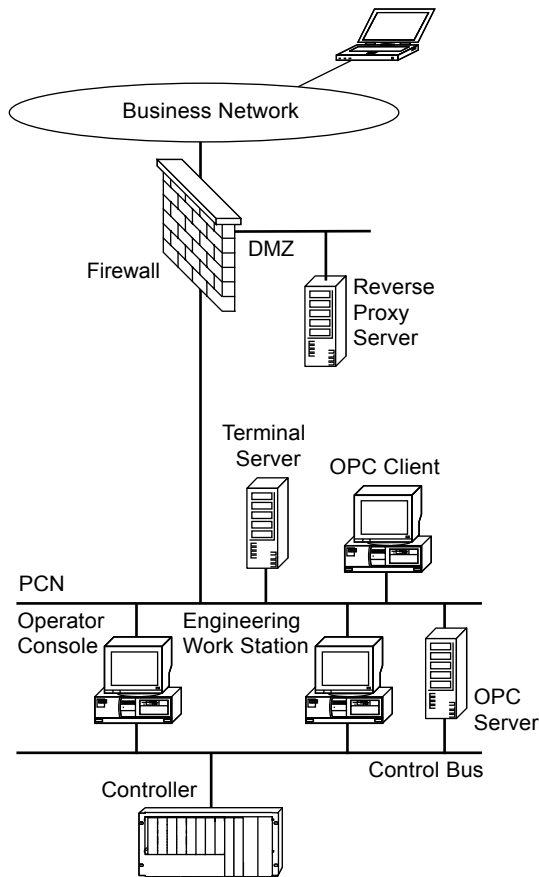 Business Network
DMZ
Firewall
Reverse
Proxy
Server
Terminal
Server
OPC Client
PCN
Operator
Console
Engineering
Work Station
OPC
Server
Control Bus
Controller